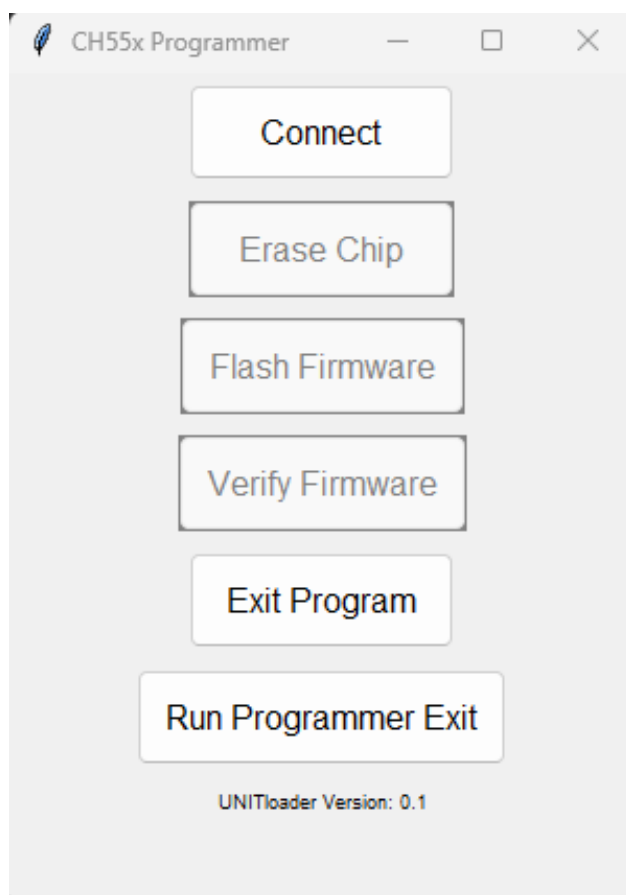 CH55x Programmer
Connect
Erase Chip
Flash Firmware
Verify Firmware
Exit Program
Run Programmer Exit
UNITloader Version: 0.1